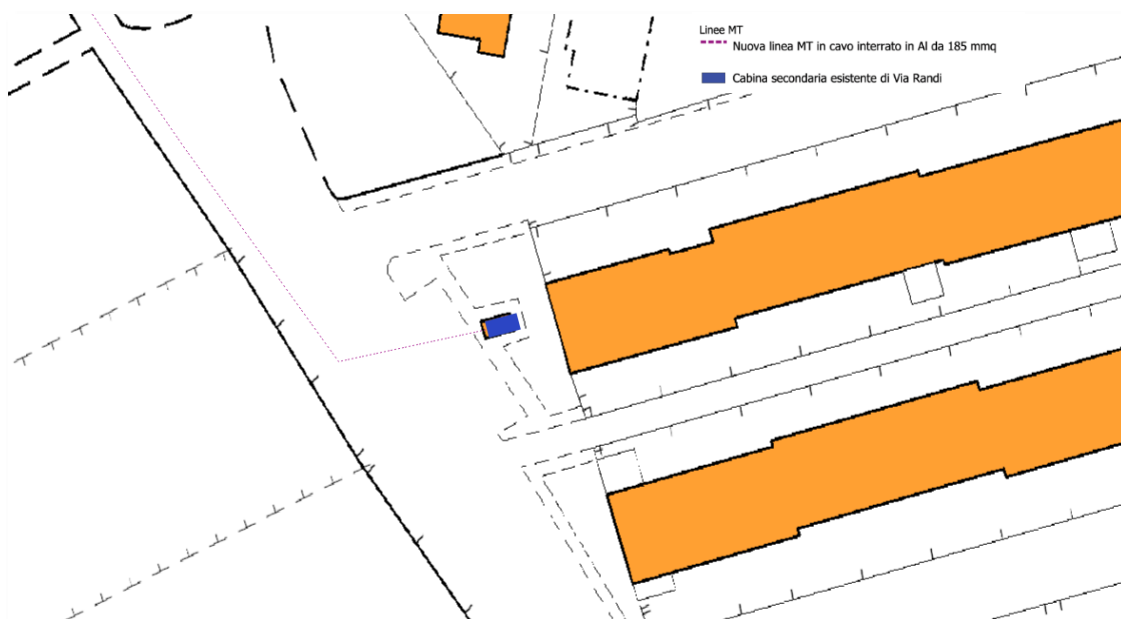 Linee MT
Nuova linea MT in cavo interrato in Al da 185 mmq
Cabina secondaria esistente di Via Randi